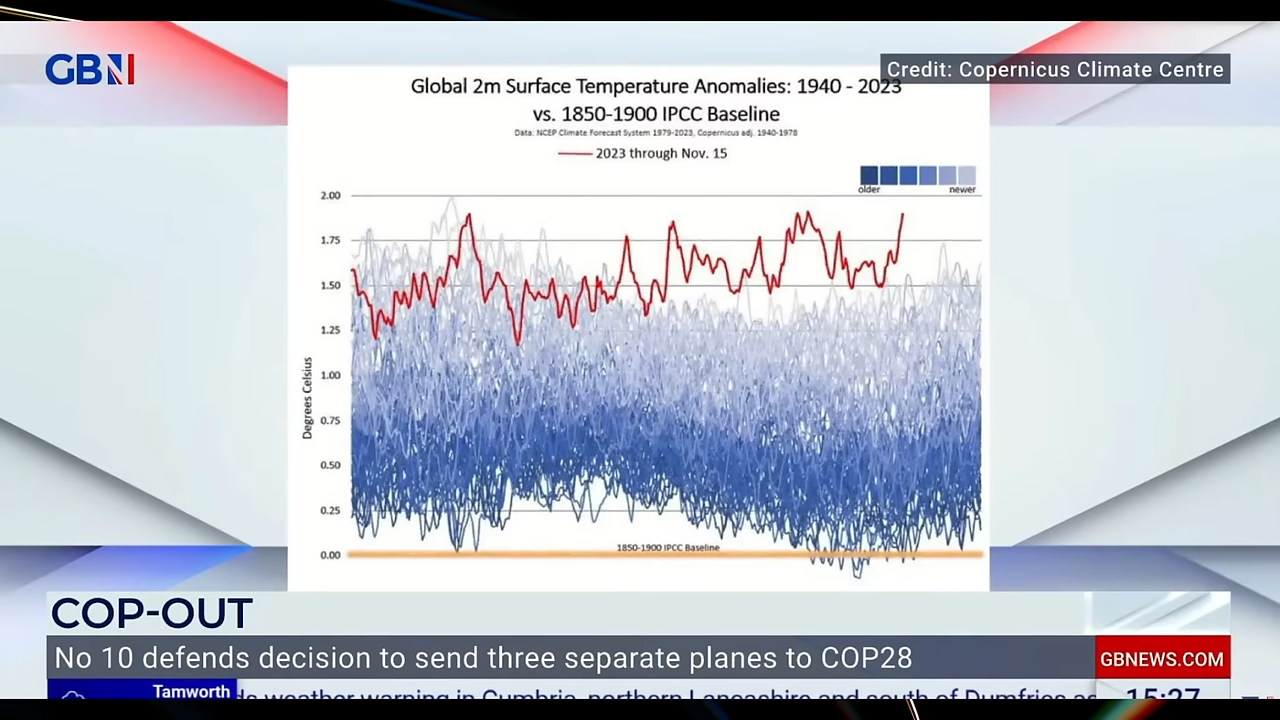 GBN
Credit: Copernicus Climate Centre
Global 2m Surface Temperature Anomalies: 1940 - 2023
vs. 1850-1900 IPCC Baseline
Data: NCEP Climate Forecast System 1979-2023, Copernicus adj. 1940-1978
2023 through Nov. 15
older newer
2.00
1.75
1.50
1.25
1.00
0.75
0.50
0.25
0.00
Degrees Celsius
1850-1900 IPCC Baseline
COP-OUT
No 10 defends decision to send three separate planes to COP28
GBNEWS.COM
Tamworth
weather warning in Cumbria, northern Lancashire and south of Dumfries
15:27